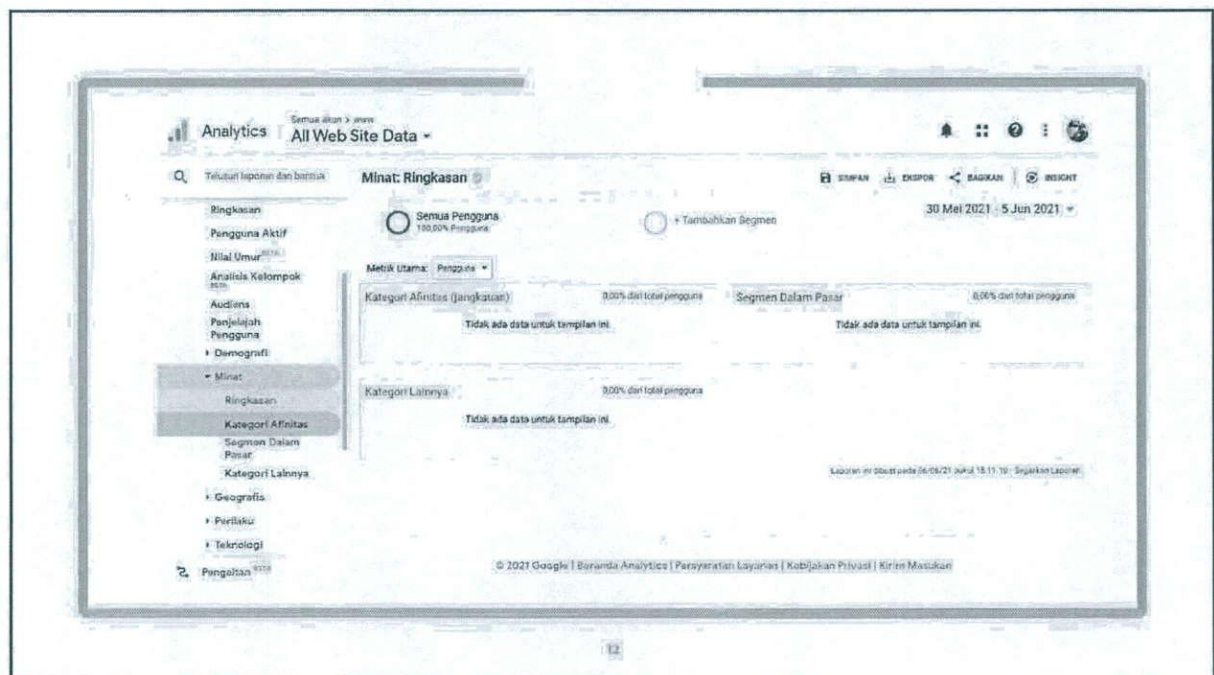 Analytics
Semua akun > www
All Web Site Data
Telusuri laporan dan bantua
Minat: Ringkasan
SIMPAN
EKSPOR
BAGIKAN
INSIGHT
Ringkasan
Pengguna Aktif
Nilai Umur BETA
Analisis Kelompok
BETA
Audiens
Penjelajah
Pengguna
Demografi
Minat
Ringkasan
Kategori Afinitas
Segmen Dalam
Pasar
Kategori Lainnya
Geografis
Perilaku
Teknologi
Pengaitan BETA
Semua Pengguna
100,00% Pengguna
+ Tambahkan Segmen
30 Mei 2021 - 5 Jun 2021
Metrik Utama:
Pengguna
Kategori Afinitas (jangkauan)
0,00% dari total pengguna
Tidak ada data untuk tampilan ini.
Segmen Dalam Pasar
0,00% dari total pengguna
Tidak ada data untuk tampilan ini.
Kategori Lainnya
0,00% dari total pengguna
Tidak ada data untuk tampilan ini.
Laporan ini dibuat pada 06/06/21 pukul - Segarkan Laporan
© 2021 Google | Beranda Analytics | Persyaratan Layanan | Kebijakan Privasi | Kirim Masukan
12